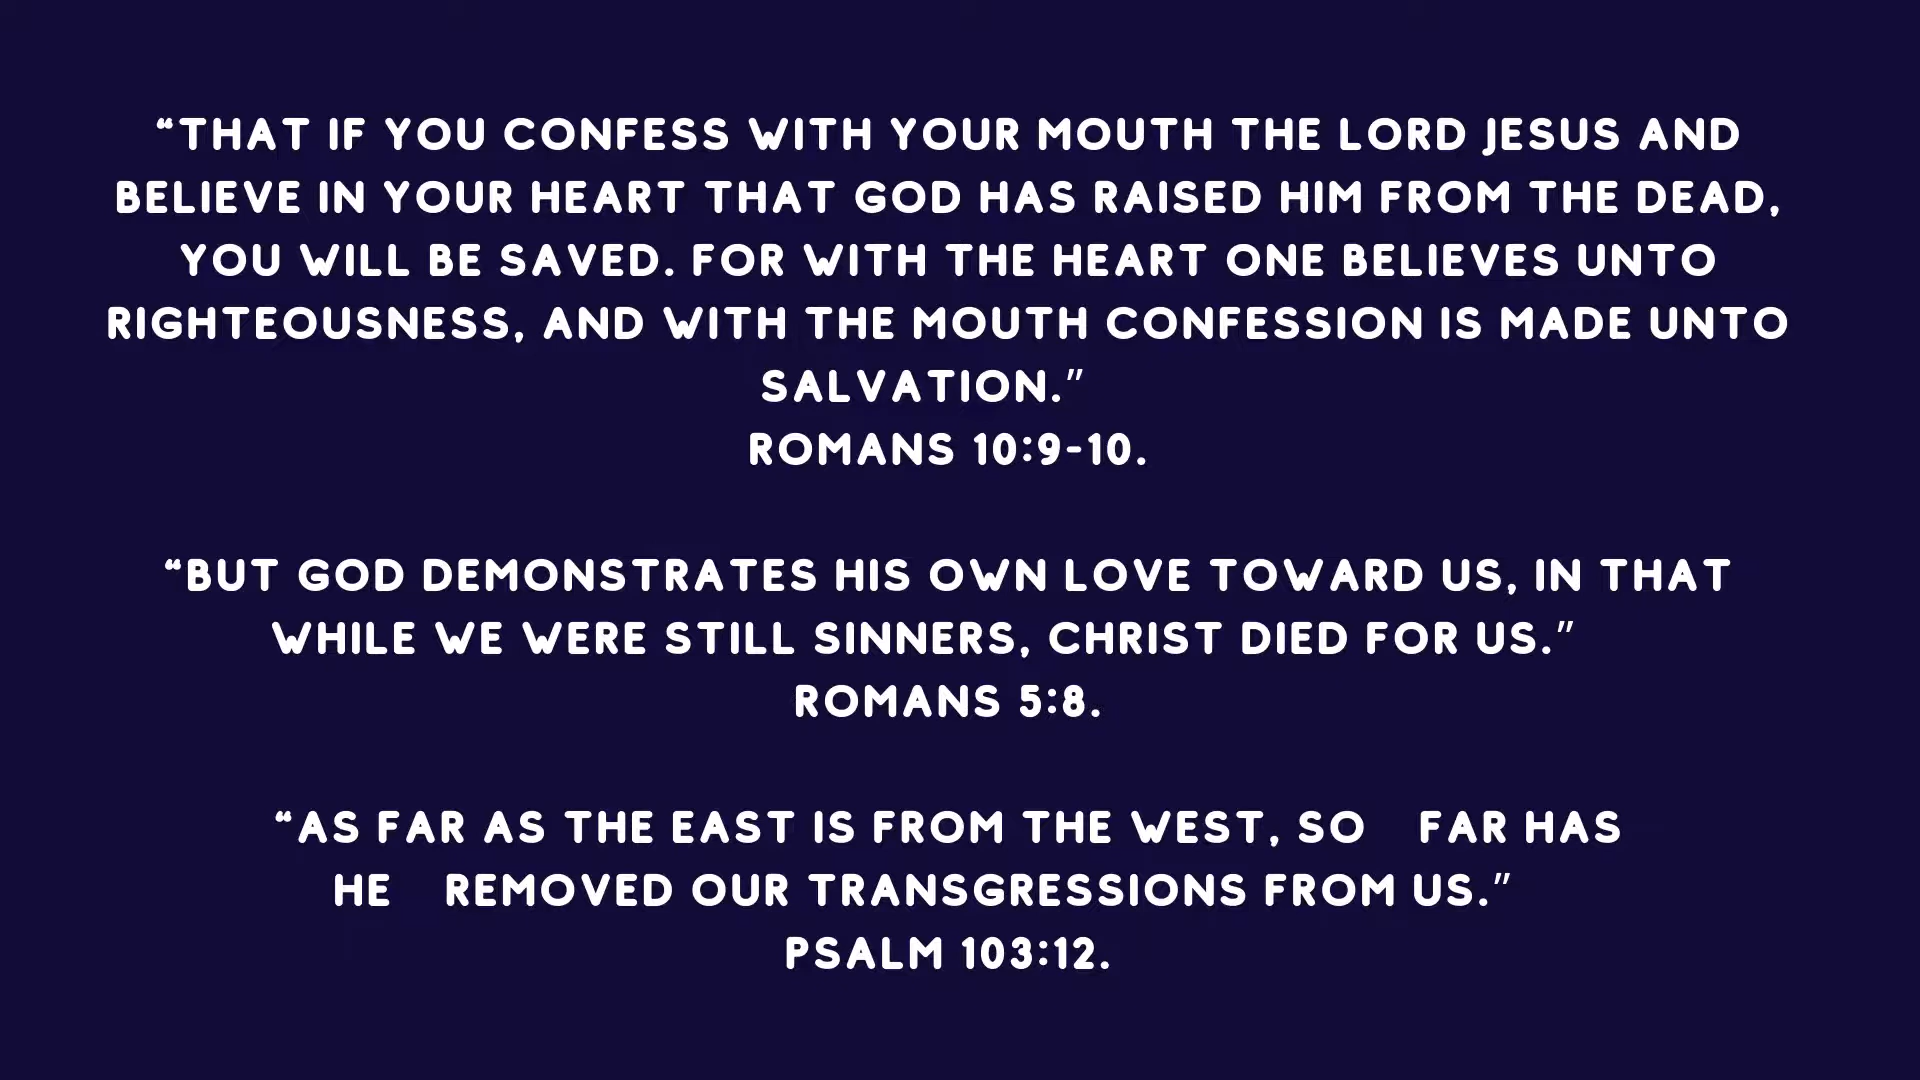 “THAT IF YOU CONFESS WITH YOUR MOUTH THE LORD JESUS AND
BELIEVE IN YOUR HEART THAT GOD HAS RAISED HIM FROM THE DEAD,
YOU WILL BE SAVED. FOR WITH THE HEART ONE BELIEVES UNTO
RIGHTEOUSNESS, AND WITH THE MOUTH CONFESSION IS MADE UNTO
SALVATION.”
ROMANS 10:9-10.
“BUT GOD DEMONSTRATES HIS OWN LOVE TOWARD US, IN THAT
WHILE WE WERE STILL SINNERS, CHRIST DIED FOR US.”
ROMANS 5:8.
“AS FAR AS THE EAST IS FROM THE WEST, SO FAR HAS
HE REMOVED OUR TRANSGRESSIONS FROM US.”
PSALM 103:12.